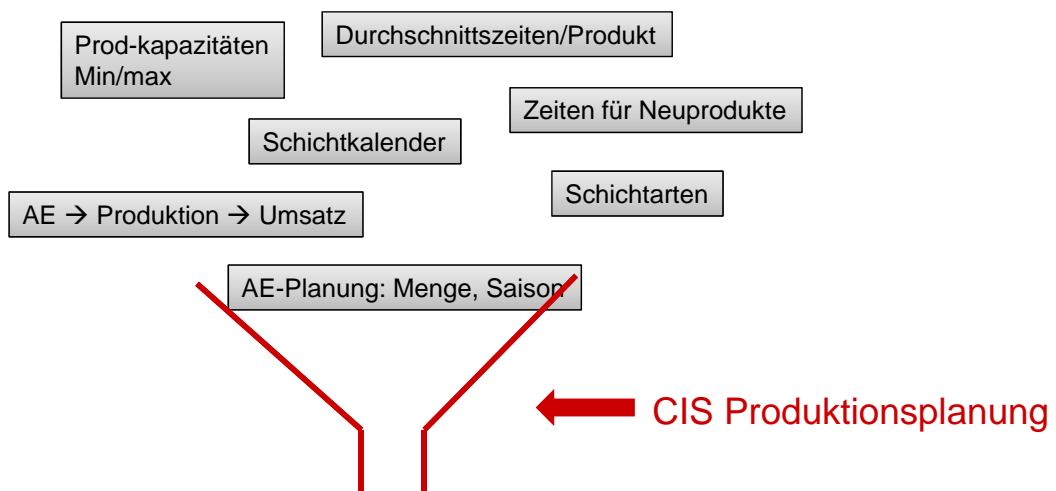 Prod-kapazitäten
Min/max
Durchschnittszeiten/Produkt
Zeiten für Neuprodukte
Schichtkalender
Schichtarten
AE → Produktion → Umsatz
AE-Planung: Menge, Saison
CIS Produktionsplanung